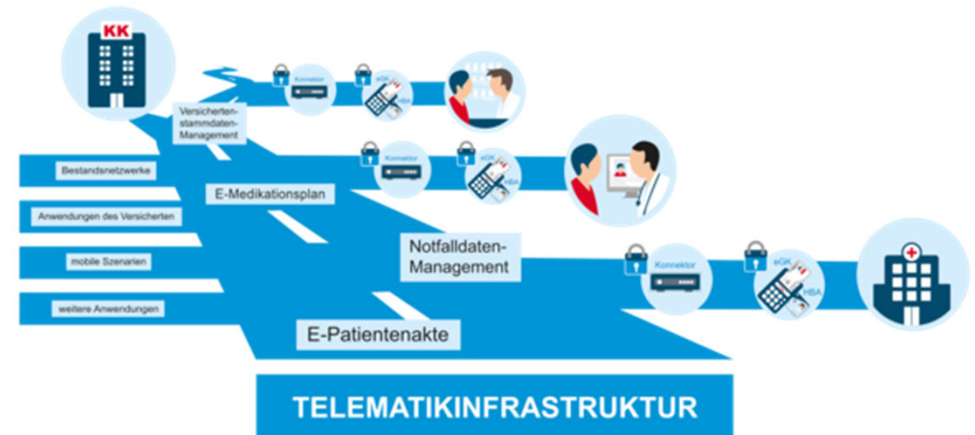 KK
Konnektor
eGK
HBA
Versicherten-
stammdaten-
Management
Konnektor
eGK
HBA
Bestandsnetzwerke
E-Medikationsplan
Anwendungen des Versicherten
Notfalldaten-
Management
mobile Szenarien
Konnektor
eGK
HBA
weitere Anwendungen
E-Patientenakte
TELEMATIKINFRASTRUKTUR